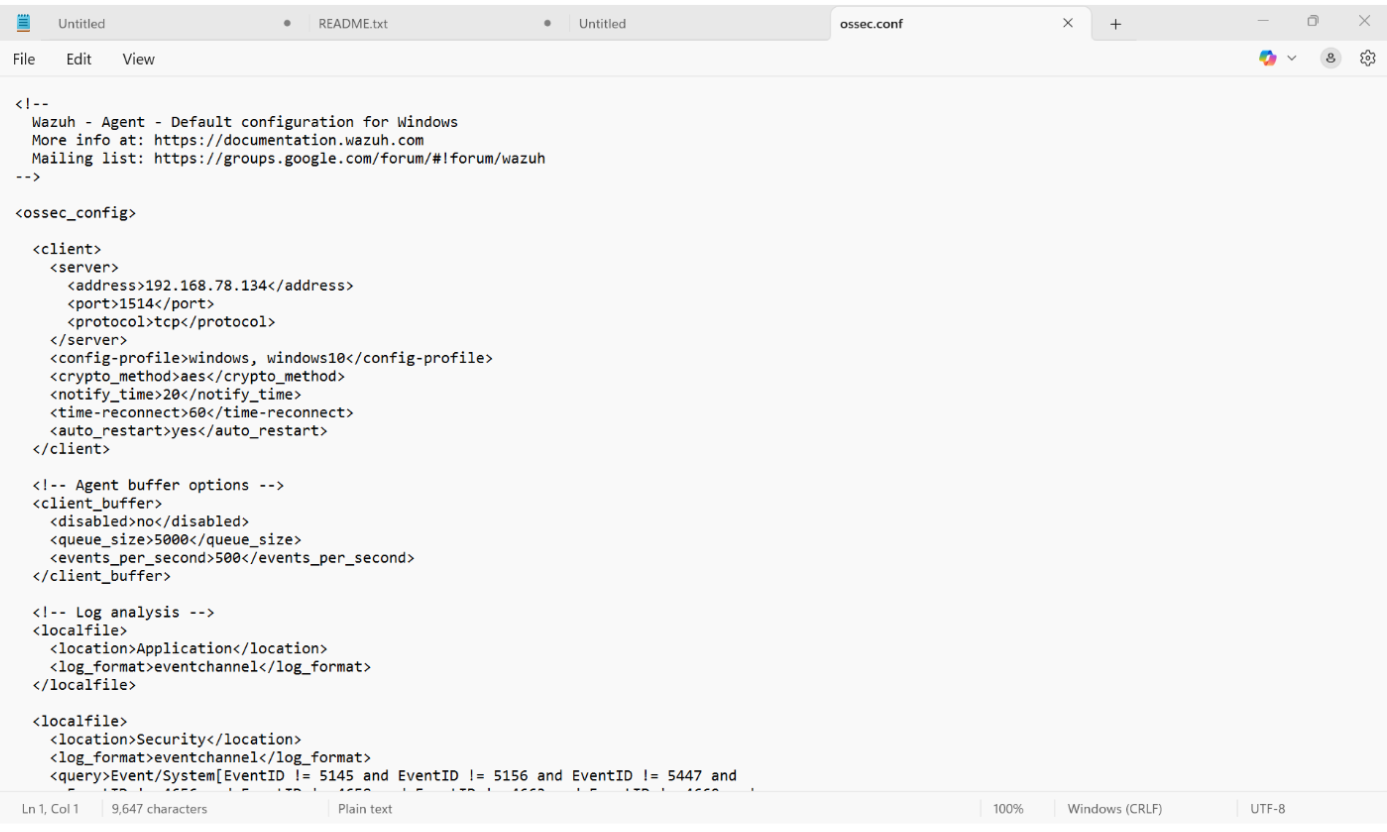 Untitled
README.txt
Untitled
ossec.conf
File Edit View
<!--
  Wazuh - Agent - Default configuration for Windows
  More info at: https://documentation.wazuh.com
  Mailing list: https://groups.google.com/forum/#!forum/wazuh
-->
<ossec_config>
  <client>
    <server>
      <address>192.168.78.134</address>
      <port>1514</port>
      <protocol>tcp</protocol>
    </server>
    <config-profile>windows, windows10</config-profile>
    <crypto_method>aes</crypto_method>
    <notify_time>20</notify_time>
    <time-reconnect>60</time-reconnect>
    <auto_restart>yes</auto_restart>
  </client>
  <!-- Agent buffer options -->
  <client_buffer>
    <disabled>no</disabled>
    <queue_size>5000</queue_size>
    <events_per_second>500</events_per_second>
  </client_buffer>
  <!-- Log analysis -->
  <localfile>
    <location>Application</location>
    <log_format>eventchannel</log_format>
  </localfile>
  <localfile>
    <location>Security</location>
    <log_format>eventchannel</log_format>
    <query>Event/System[EventID != 5145 and EventID != 5156 and EventID != 5447 and
Ln 1, Col 1 9,647 characters Plain text 100% Windows (CRLF) UTF-8